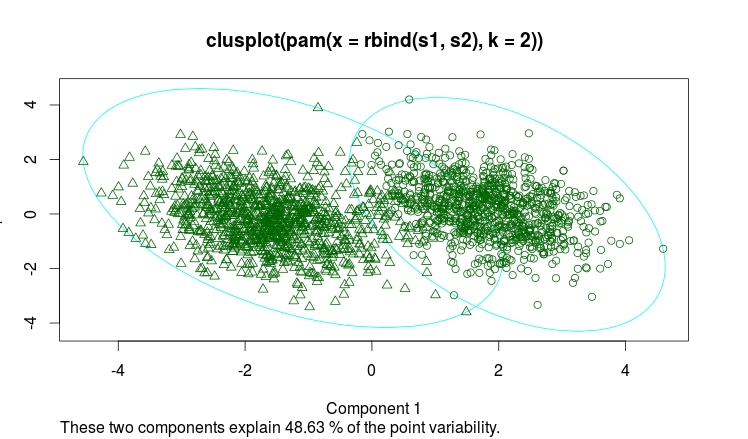 clusplot(pam(x = rbind(s1, s2), k = 2))
4
2
0
-2
-4
-4 -2 0 2 4
Component 1
These two components explain 48.63 % of the point variability.